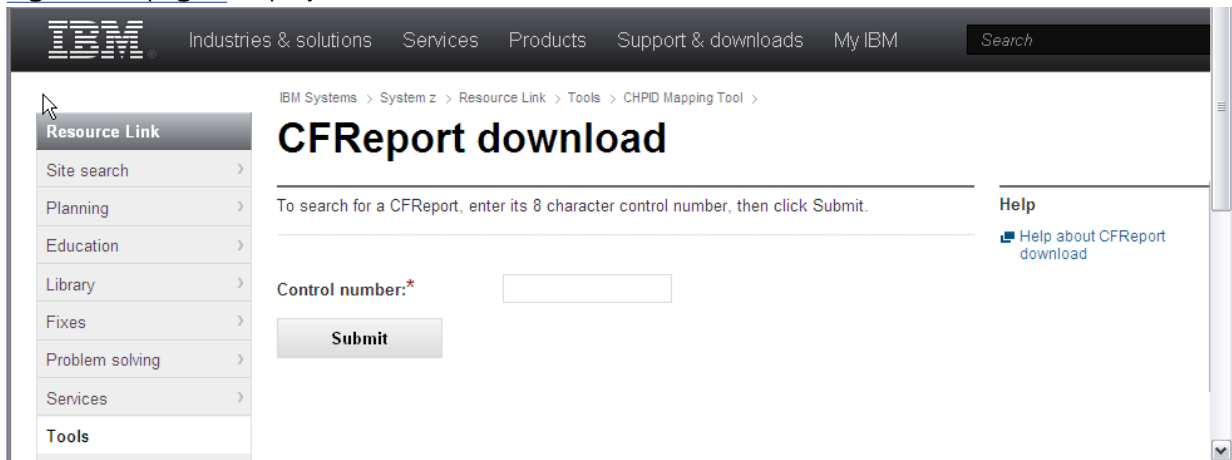 IBM®
Industries & solutions Services Products Support & downloads My IBM Search
IBM Systems > System z > Resource Link > Tools > CHPID Mapping Tool >
CFReport download
Resource Link
Site search
Planning
Education
Library
Fixes
Problem solving
Services
Tools
To search for a CFReport, enter its 8 character control number, then click Submit.
Control number:*
Submit
Help
Help about CFReport
download